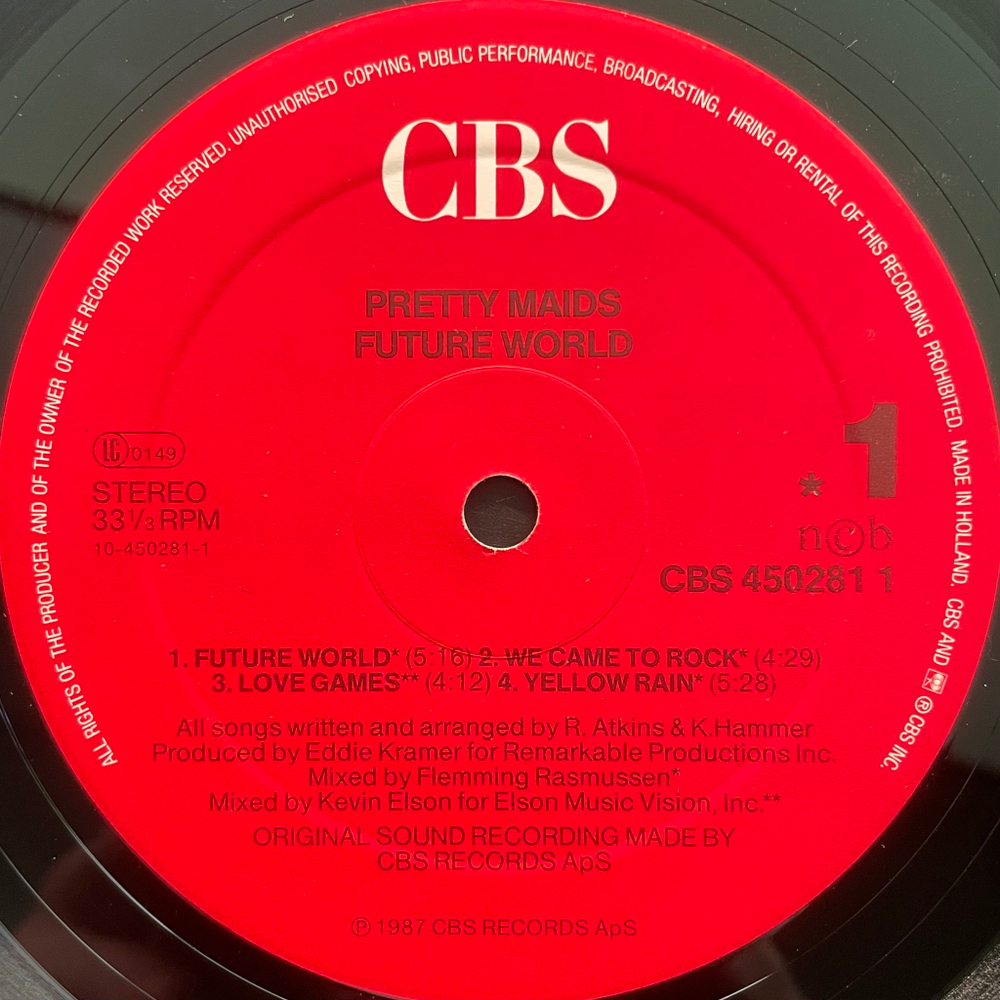 ALL RIGHTS OF THE PRODUCER AND OF THE OWNER OF THE RECORDED WORK RESERVED. UNAUTHORISED COPYING, PUBLIC PERFORMANCE, BROADCASTING, HIRING OR RENTAL OF THIS RECORDING PROHIBITED. MADE IN HOLLAND. CBS AND ℗ CBS INC.
CBS
PRETTY MAIDS
FUTURE WORLD
LC 0149
STEREO
33 1/3 RPM
10-450281-1
1
*
n©b
CBS 450281 1
1. FUTURE WORLD* (5:16) 2. WE CAME TO ROCK* (4:29)
3. LOVE GAMES** (4:12) 4. YELLOW RAIN* (5:28)
All songs written and arranged by R. Atkins & K.Hammer
Produced by Eddie Kramer for Remarkable Productions Inc.
Mixed by Flemming Rasmussen*
Mixed by Kevin Elson for Elson Music Vision, Inc.**
ORIGINAL SOUND RECORDING MADE BY
CBS RECORDS ApS
℗ 1987 CBS RECORDS ApS